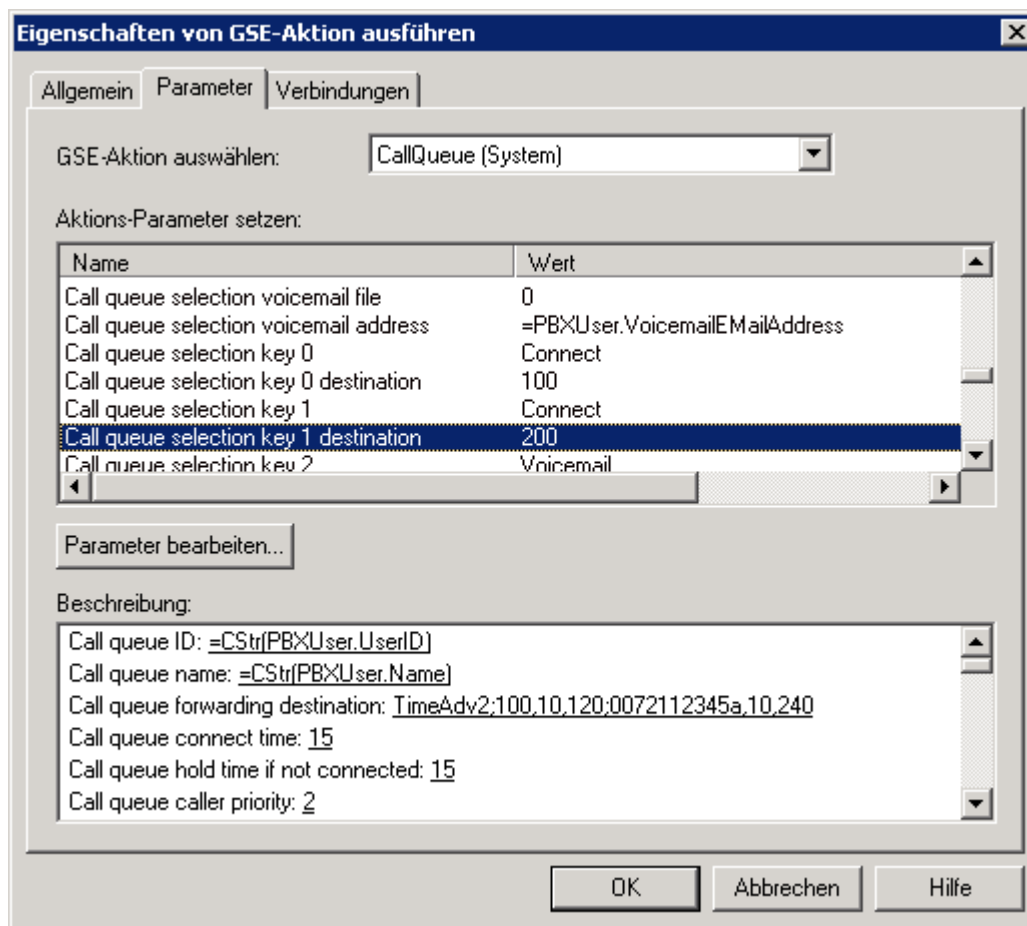 Eigenschaften von GSE-Aktion ausführen
Allgemein Parameter Verbindungen
GSE-Aktion auswählen: CallQueue (System)
Aktions-Parameter setzen:
Name Wert
Call queue selection voicemail file 0
Call queue selection voicemail address =PBXUser.VoicemailEMailAddress
Call queue selection key 0 Connect
Call queue selection key 0 destination 100
Call queue selection key 1 Connect
Call queue selection key 1 destination 200
Call queue selection key 2 Voicemail
Parameter bearbeiten...
Beschreibung:
Call queue ID: =CStr(PBXUser.UserID)
Call queue name: =CStr(PBXUser.Name)
Call queue forwarding destination: TimeAdv2;100,10,120;0072112345a,10,240
Call queue connect time: 15
Call queue hold time if not connected: 15
Call queue caller priority: 2
OK Abbrechen Hilfe